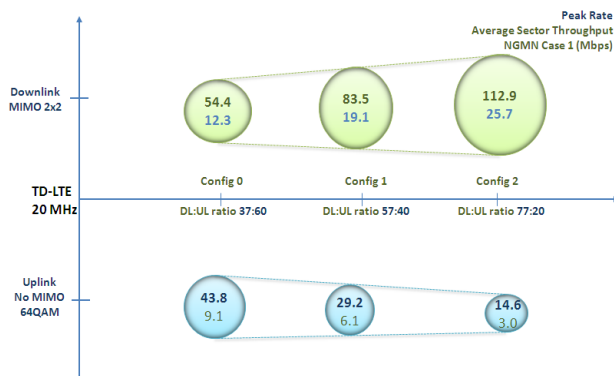 Peak Rate
Average Sector Throughput
NGMN Case 1 (Mbps)
Downlink
MIMO 2x2
54.4
12.3
83.5
19.1
112.9
25.7
Config 0
Config 1
Config 2
TD-LTE
20 MHz
DL:UL ratio 37:60
DL:UL ratio 57:40
DL:UL ratio 77:20
Uplink
No MIMO
64QAM
43.8
9.1
29.2
6.1
14.6
3.0